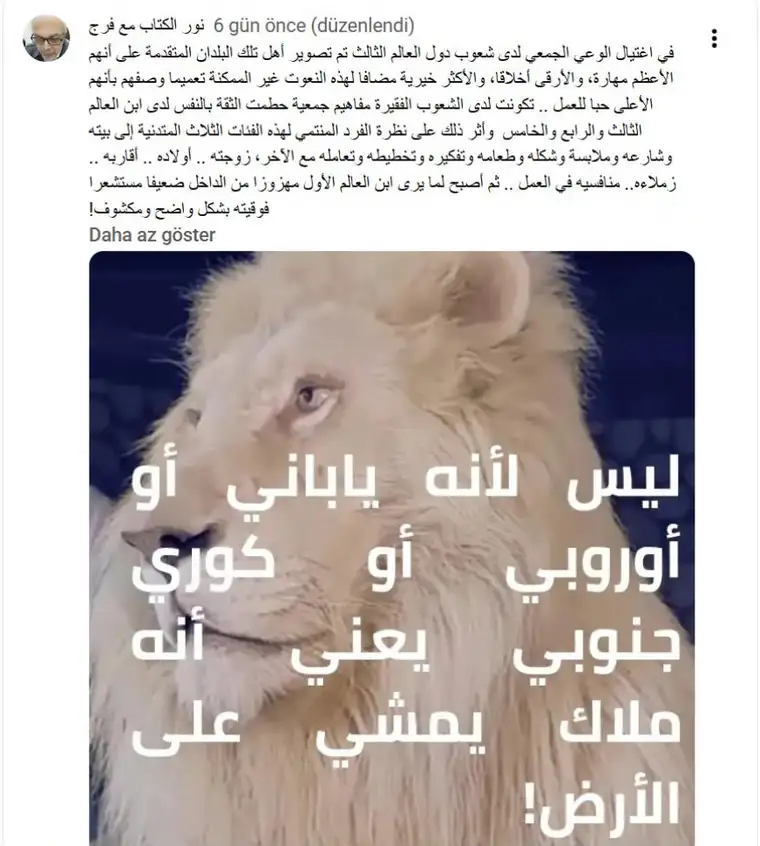 نور الكتاب مع فرج 6 gün önce (düzenlendi)
في اغتيال الوعي الجمعي لدى شعوب دول العالم الثالث تم تصوير أهل تلك البلدان المتقدمة على أنهم
الأعظم مهارة، والأرقى أخلاقا، والأكثر خيرية مضافا لهذه النعوت غير الممكنة تعميما وصفهم بأنهم
الأعلى حبا للعمل .. تكونت لدى الشعوب الفقيرة مفاهيم جمعية حطمت الثقة بالنفس لدى ابن العالم
الثالث والرابع والخامس وأثر ذلك على نظرة الفرد المنتمي لهذه الفئات الثلاث المتدنية إلى بيته
وشارعه وملابسة وشكله وطعامه وتفكيره وتخطيطه وتعامله مع الآخر، زوجته .. أولاده .. أقاربه ..
زملاءه.. منافسيه في العمل .. ثم أصبح لما يرى ابن العالم الأول مهزوزا من الداخل ضعيفا مستشعرا
فوقيته بشكل واضح ومكشوف!
Daha az göster
ليس لأنه ياباني أو
أوروبي أو كوري
جنوبي يعني أنه
ملاك يمشي على
الأرض!